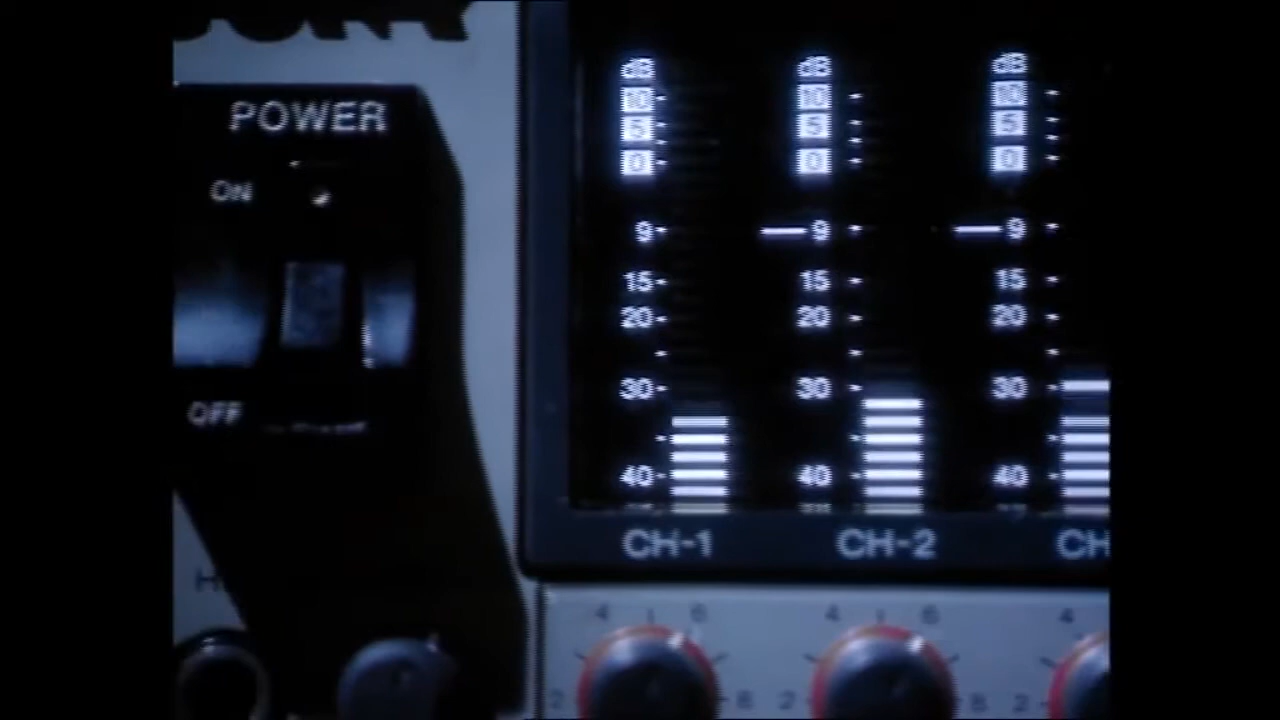 SONY
POWER
ON
OFF
dB dB dB
10 10 10
5 5 5
0 0 0
9 9 9
15 15 15
20 20 20
30 30 30
40 40 40
CH-1 CH-2 CH
4 6 4 6 4
2 8 2 8 2